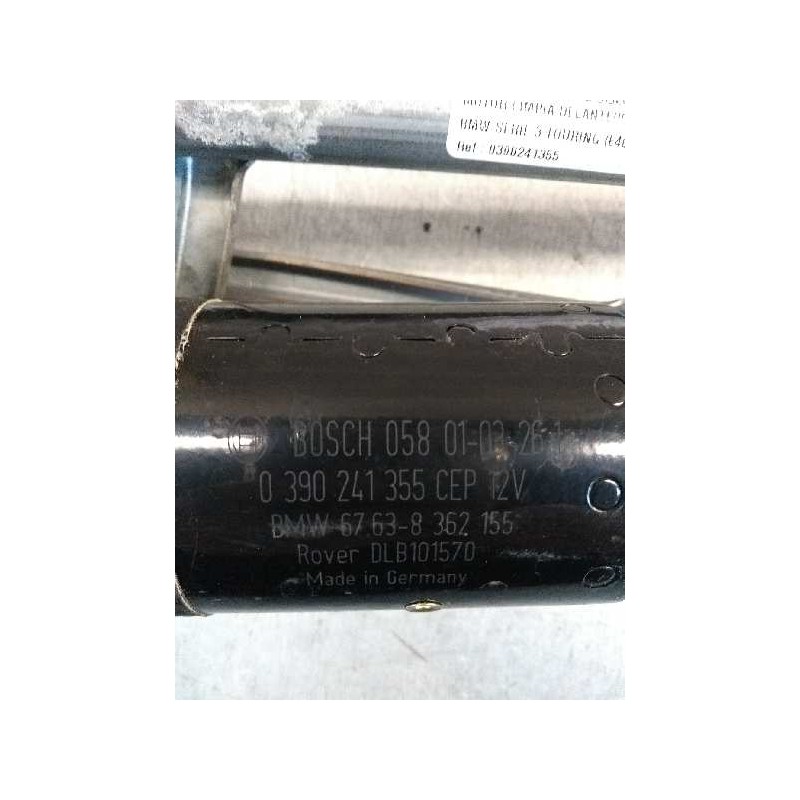 MOTOR LIMPIA DELANTERO
BMW SERIE 3 TOURING (E46
Ref: 0390241355
BOSCH 058 01-03-26
0 390 241 355 CEP 12V
BMW 67.63-8 362 155
Rover DLB101570
Made in Germany